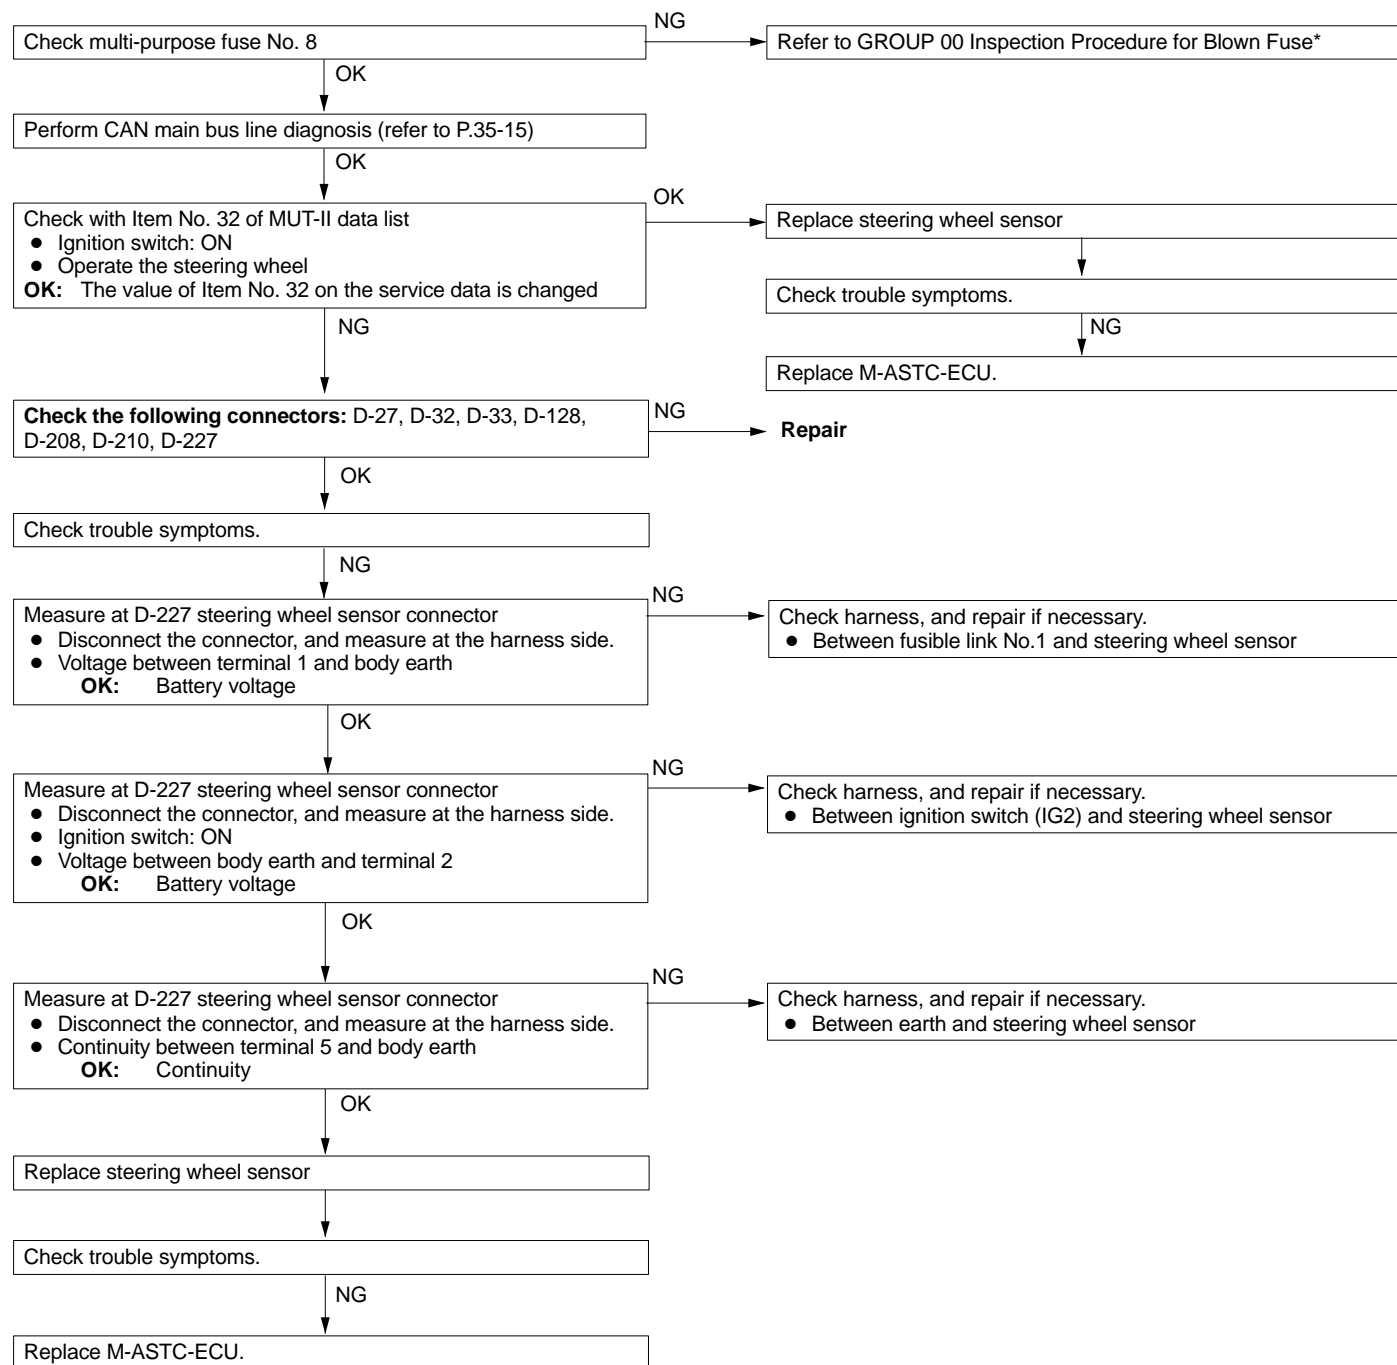 Check multi-purpose fuse No. 8
NG
Refer to GROUP 00 Inspection Procedure for Blown Fuse*
OK
Perform CAN main bus line diagnosis (refer to P.35-15)
OK
Check with Item No. 32 of MUT-II data list
● Ignition switch: ON
● Operate the steering wheel
OK: The value of Item No. 32 on the service data is changed
OK
Replace steering wheel sensor
Check trouble symptoms.
NG
Replace M-ASTC-ECU.
NG
Check the following connectors: D-27, D-32, D-33, D-128,
D-208, D-210, D-227
NG
Repair
OK
Check trouble symptoms.
NG
Measure at D-227 steering wheel sensor connector
● Disconnect the connector, and measure at the harness side.
● Voltage between terminal 1 and body earth
OK: Battery voltage
NG
Check harness, and repair if necessary.
● Between fusible link No.1 and steering wheel sensor
OK
Measure at D-227 steering wheel sensor connector
● Disconnect the connector, and measure at the harness side.
● Ignition switch: ON
● Voltage between body earth and terminal 2
OK: Battery voltage
NG
Check harness, and repair if necessary.
● Between ignition switch (IG2) and steering wheel sensor
OK
Measure at D-227 steering wheel sensor connector
● Disconnect the connector, and measure at the harness side.
● Continuity between terminal 5 and body earth
OK: Continuity
NG
Check harness, and repair if necessary.
● Between earth and steering wheel sensor
OK
Replace steering wheel sensor
Check trouble symptoms.
NG
Replace M-ASTC-ECU.